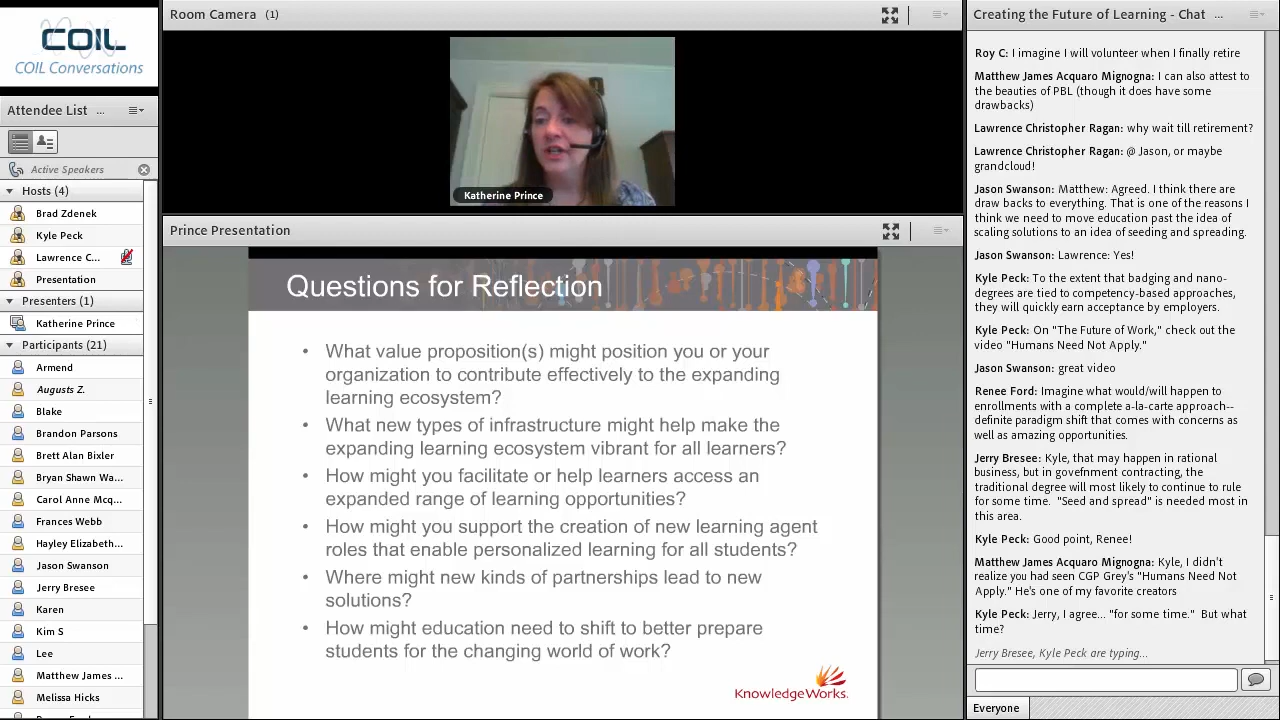 COIL
COIL Conversations
Attendee List ...
Active Speakers
Hosts (4)
Brad Zdenek
Kyle Peck
Lawrence C...
Presentation
Presenters (1)
Katherine Prince
Participants (21)
Armend
Augusts Z.
Blake
Brandon Parsons
Brett Alan Bixler
Bryan Shawn Wa...
Carol Anne Mcq...
Frances Webb
Hayley Elizabeth...
Jason Swanson
Jerry Bresee
Karen
Kim S
Lee
Matthew James ...
Melissa Hicks
Room Camera (1)
Katherine Prince
Prince Presentation
Questions for Reflection
• What value proposition(s) might position you or your
organization to contribute effectively to the expanding
learning ecosystem?
• What new types of infrastructure might help make the
expanding learning ecosystem vibrant for all learners?
• How might you facilitate or help learners access an
expanded range of learning opportunities?
• How might you support the creation of new learning agent
roles that enable personalized learning for all students?
• Where might new kinds of partnerships lead to new
solutions?
• How might education need to shift to better prepare
students for the changing world of work?
KnowledgeWorks.
Creating the Future of Learning - Chat ...
Roy C: I imagine I will volunteer when I finally retire
Matthew James Acquaro Mignogna: I can also attest to
the beauties of PBL (though it does have some
drawbacks)
Lawrence Christopher Ragan: why wait till retirement?
Lawrence Christopher Ragan: @ Jason, or maybe
grandcloud!
Jason Swanson: Matthew: Agreed. I think there are
draw backs to everything. That is one of the reasons I
think we need to move education past the idea of
scaling solutions to an idea of seeding and spreading.
Jason Swanson: Lawrence: Yes!
Kyle Peck: To the extent that badging and nano-
degrees are tied to competency-based approaches,
they will quickly earn acceptance by employers.
Kyle Peck: On "The Future of Work," check out the
video "Humans Need Not Apply."
Jason Swanson: great video
Renee Ford: Imagine what would/will happen to
enrollments with a complete a-la-carte approach--
definite paradigm shift that comes with concerns as
well as amazing opportunities.
Jerry Bresee: Kyle, that may happen in rational
business, but in govefnment contracting, the
traditional degree will most likely to continue to rule
for some time. "Seed and spread" is needed most in
this area.
Kyle Peck: Good point, Renee!
Matthew James Acquaro Mignogna: Kyle, I didn't
realize you had seen CGP Grey's "Humans Need Not
Apply." He's one of my favorite creators
Kyle Peck: Jerry, I agree... "for some time." But what
time?
Jerry Bresee, Kyle Peck are typing...
Everyone